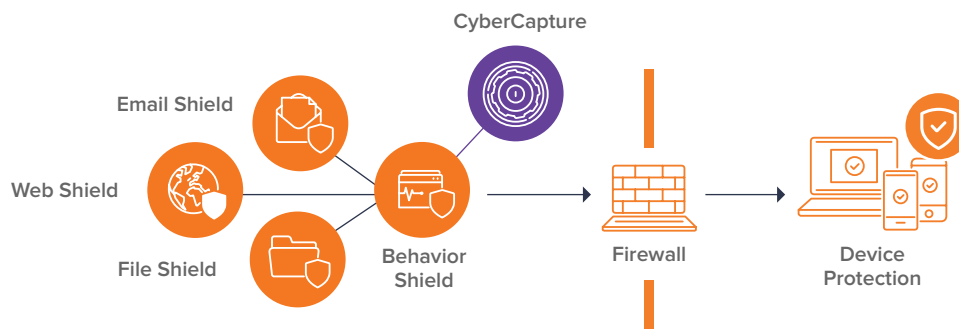 CyberCapture
Email Shield
Web Shield
File Shield
Behavior
Shield
Firewall
Device
Protection